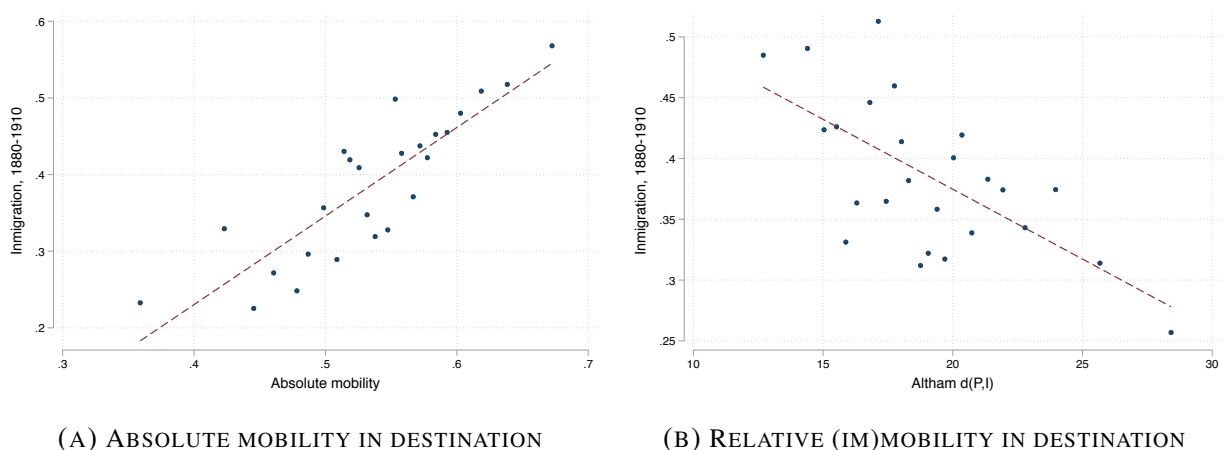 .6
.5
.4
.3
.2
Inmigration, 1880-1910
.3 .4 .5 .6 .7
Absolute mobility
(A) ABSOLUTE MOBILITY IN DESTINATION
.5
.45
.4
.35
.3
.25
Inmigration, 1880-1910
10 15 20 25 30
Altham d(P,I)
(B) RELATIVE (IM)MOBILITY IN DESTINATION